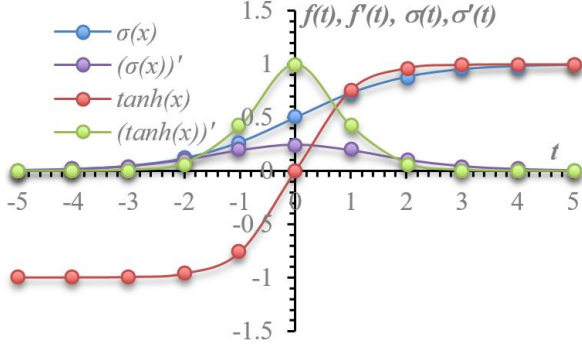 1.5
f(t), f'(t), σ(t),σ'(t)
σ(x)
(σ(x))'
tanh(x)
(tanh(x))'
1
0.5
t
0
-5 -4 -3 -2 -1 0 1 2 3 4 5
-0.5
-1
-1.5